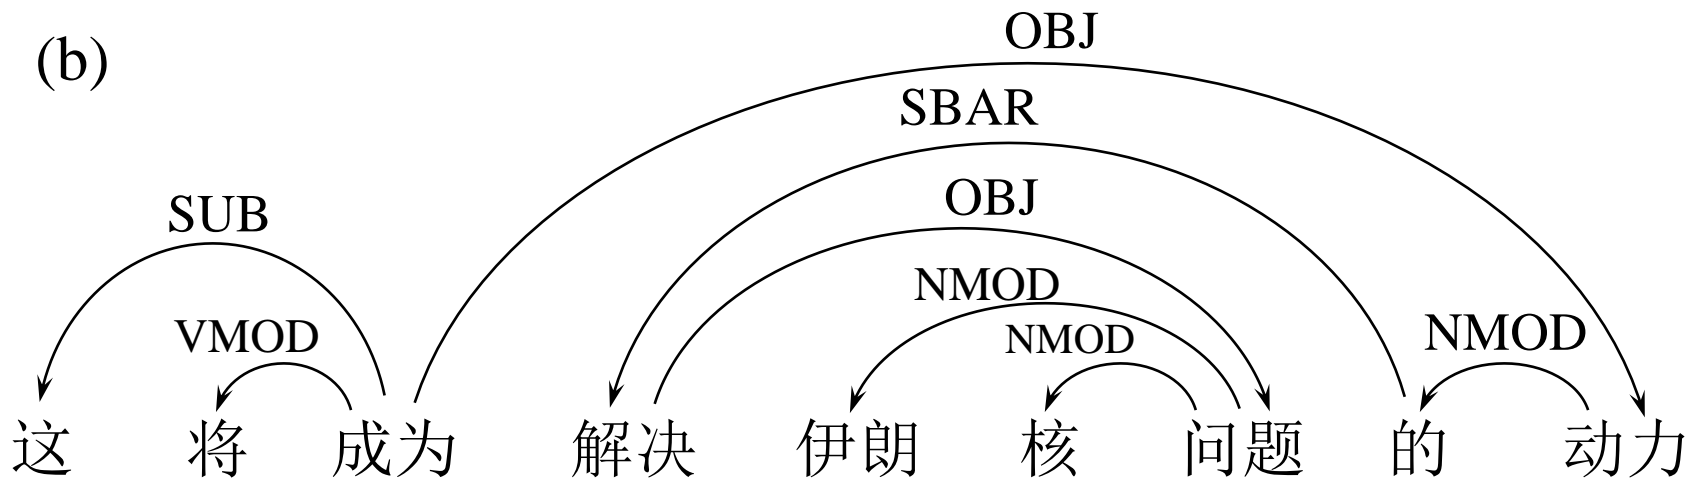 (b)
OBJ
SBAR
OBJ
SUB
NMOD
VMOD NMOD NMOD
这 将 成为 解决 伊朗 核 问题 的 动力